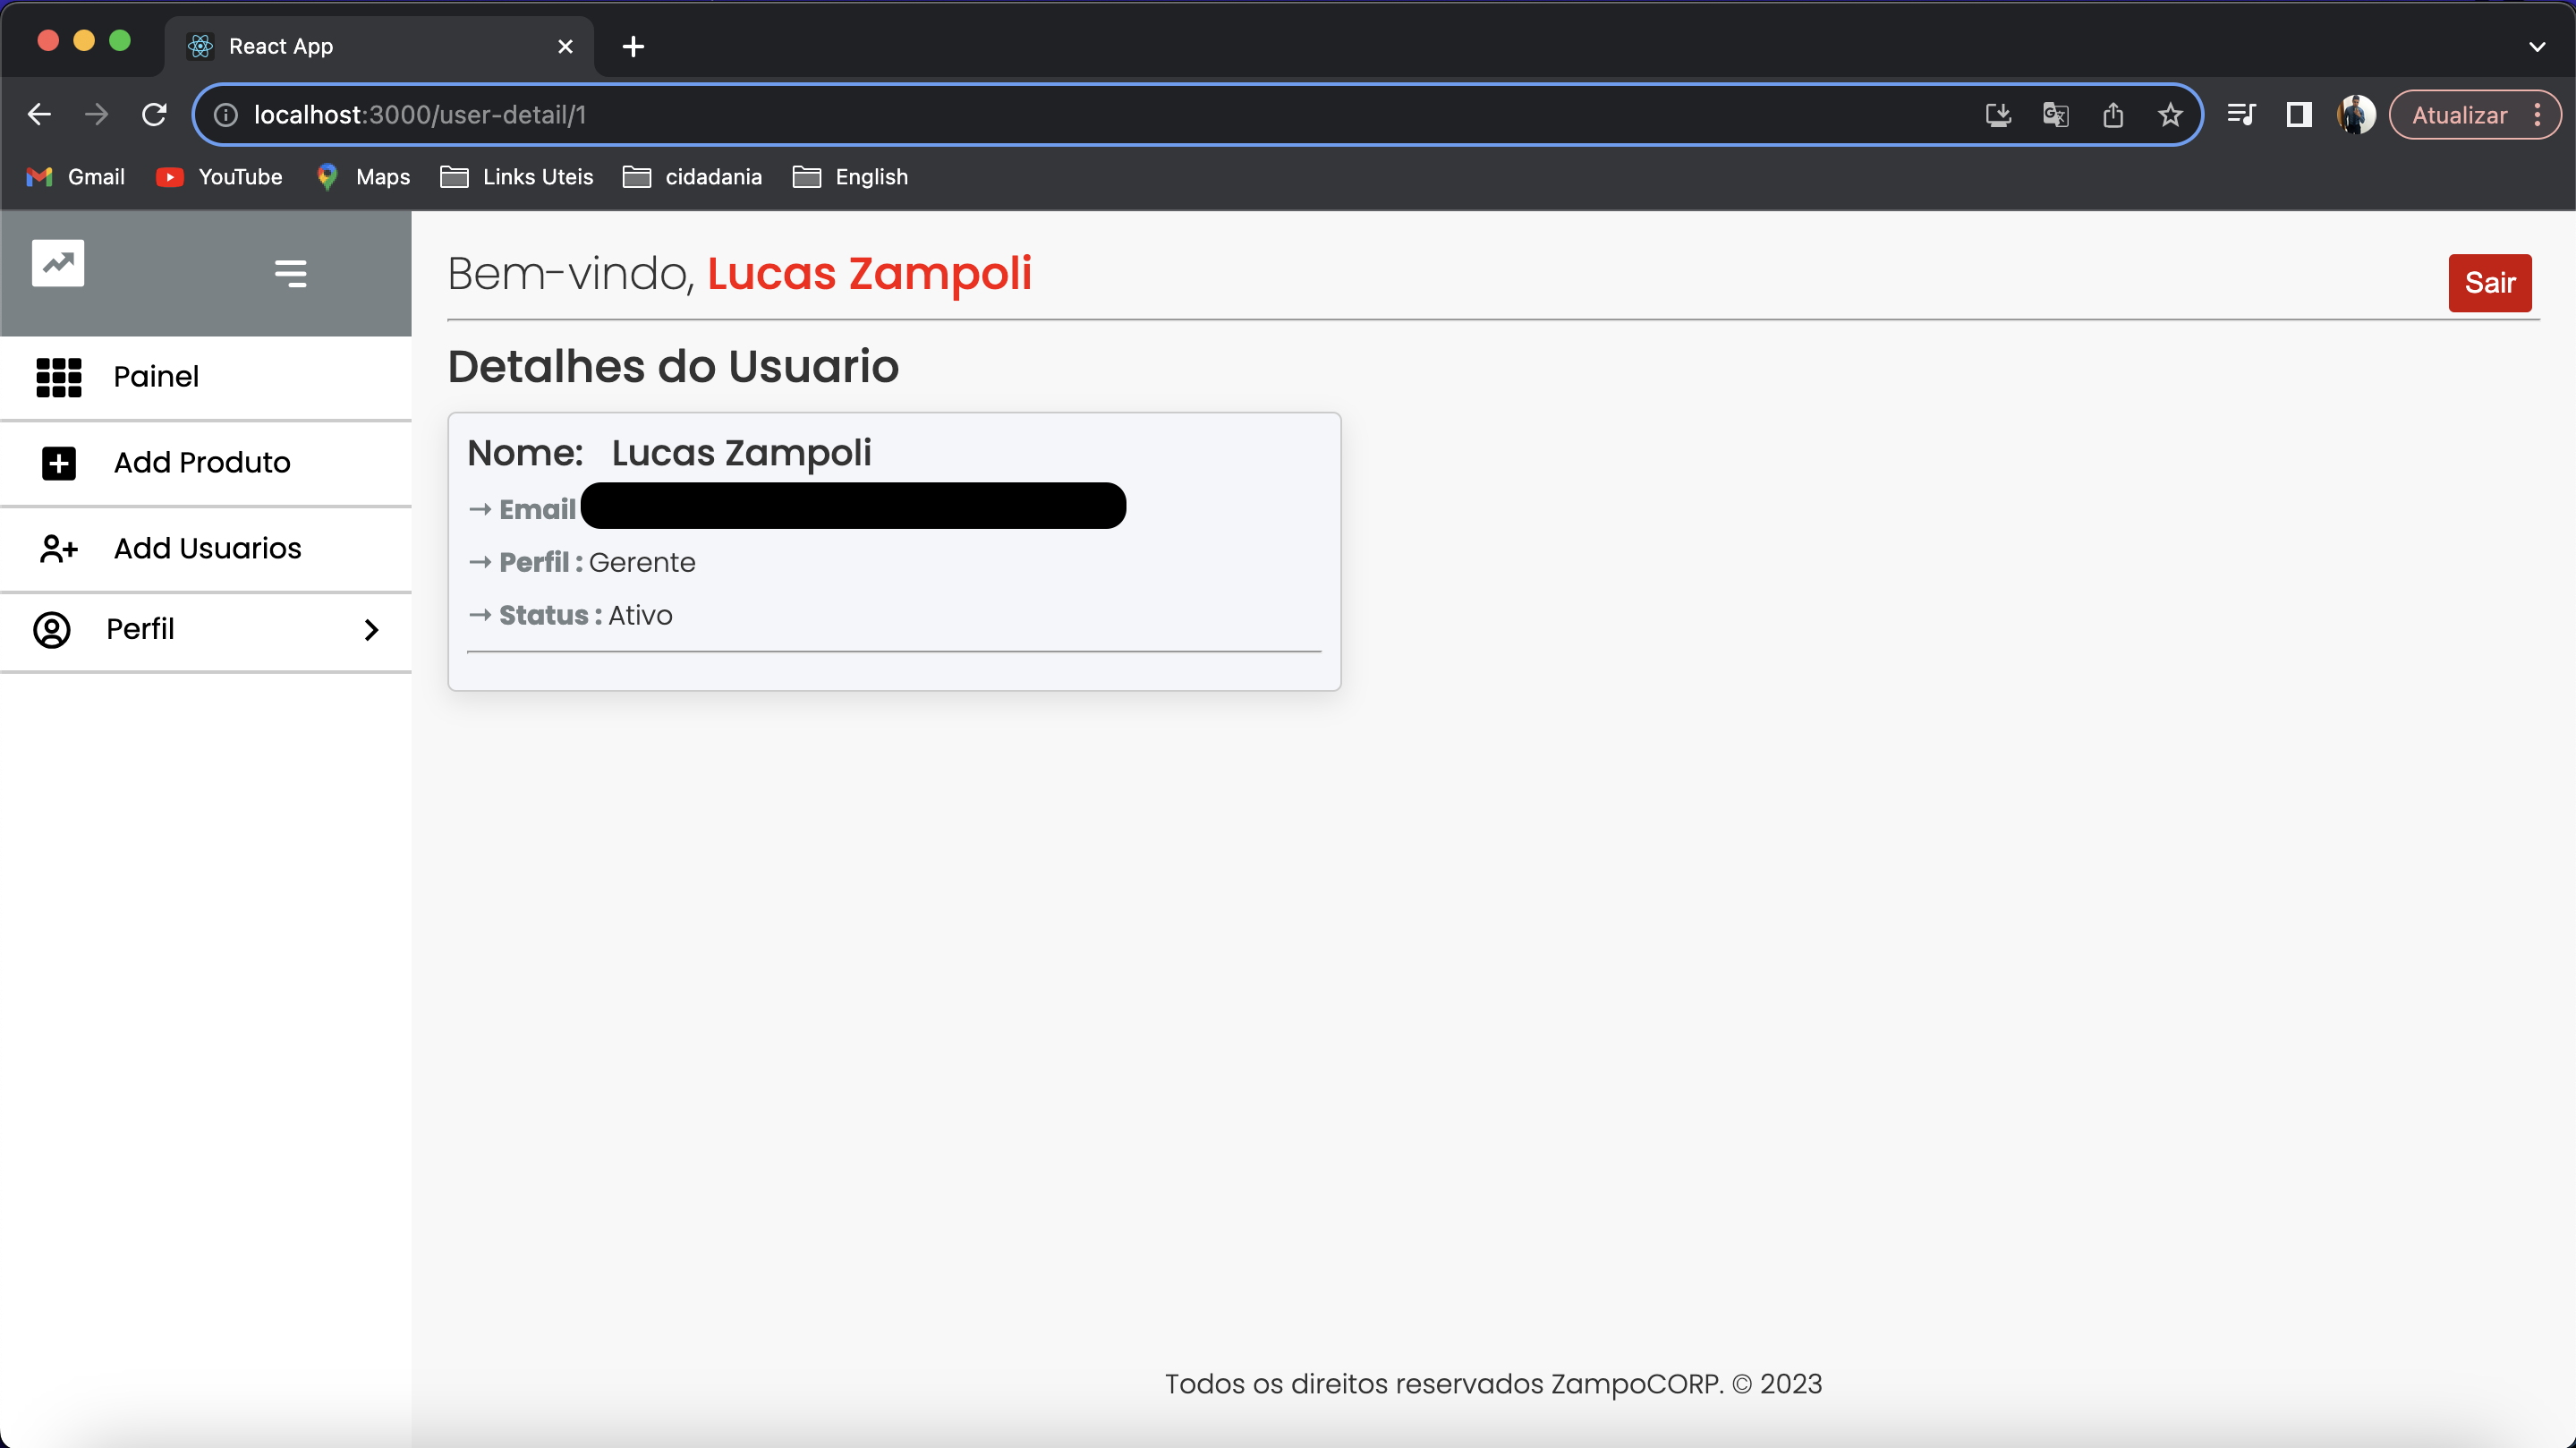 React App
localhost:3000/user-detail/1
Atualizar
Gmail YouTube Maps Links Uteis cidadania English
Bem-vindo, Lucas Zampoli
Sair
Painel
Add Produto
Add Usuarios
Perfil
Detalhes do Usuario
Nome: Lucas Zampoli
→ Email
→ Perfil : Gerente
→ Status : Ativo
Todos os direitos reservados ZampoCORP. © 2023